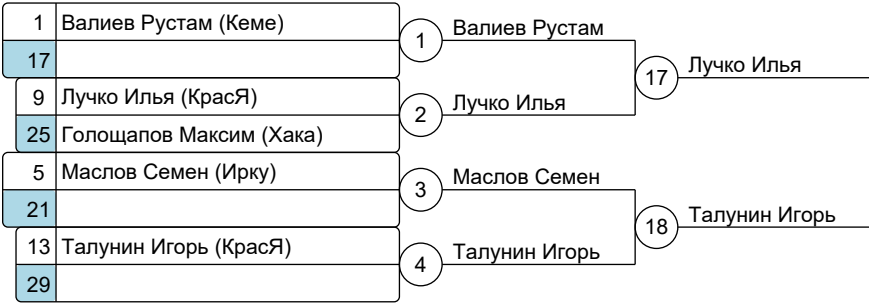 1 Валиев Рустам (Кеме)
17
1 Валиев Рустам
9 Лучко Илья (КрасЯ)
25 Голощапов Максим (Хака)
2 Лучко Илья
17 Лучко Илья
5 Маслов Семен (Ирку)
21
3 Маслов Семен
13 Талунин Игорь (КрасЯ)
29
4 Талунин Игорь
18 Талунин Игорь